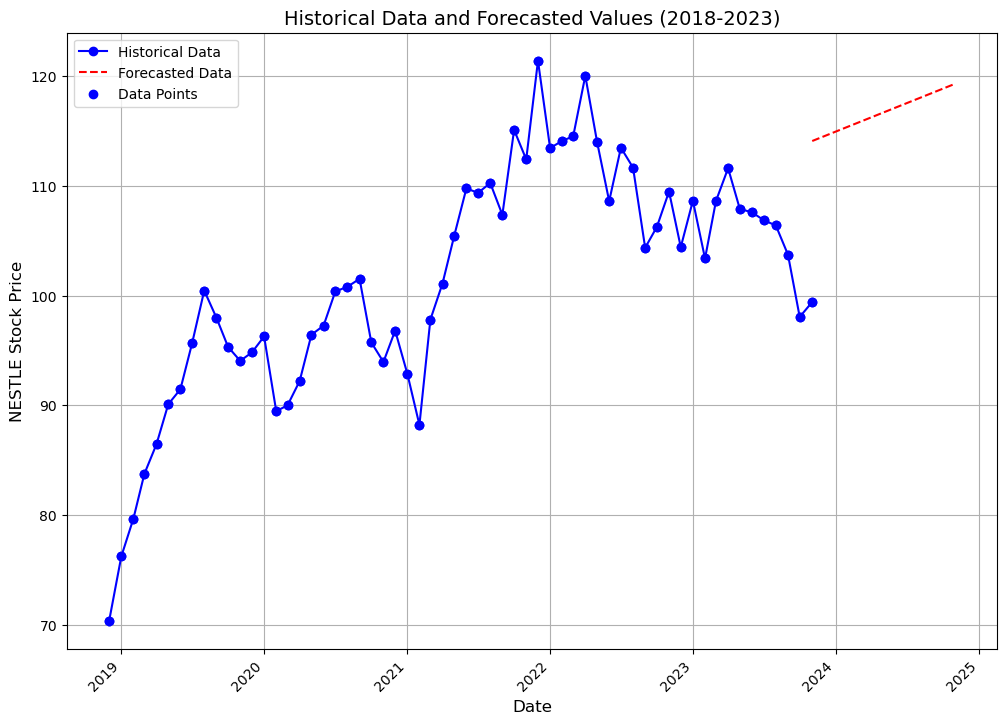 Historical Data and Forecasted Values (2018-2023)
Historical Data
Forecasted Data
Data Points
120
110
100
90
80
70
NESTLE Stock Price
2019
2020
2021
2022
2023
2024
2025
Date